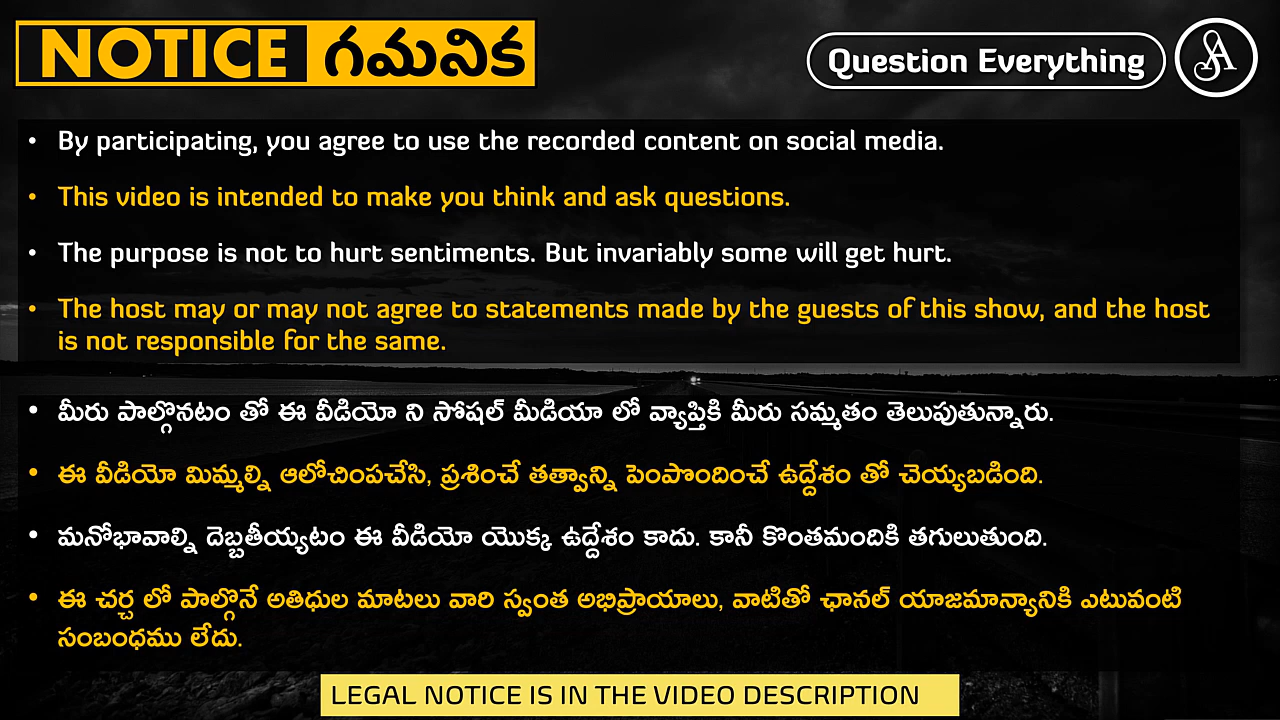 NOTICE గమనిక
Question Everything
• By participating, you agree to use the recorded content on social media.
• This video is intended to make you think and ask questions.
• The purpose is not to hurt sentiments. But invariably some will get hurt.
• The host may or may not agree to statements made by the guests of this show, and the host
is not responsible for the same.
• మీరు పాల్గొనటం తో ఈ వీడియో ని సోషల్ మీడియా లో వ్యాప్తికి మీరు సమ్మతం తెలుపుతున్నారు.
• ఈ వీడియో మిమ్మల్ని ఆలోచింపచేసి, ప్రశించే తత్వాన్ని పెంపొందించే ఉద్దేశం తో చెయ్యబడింది.
• మనోభావాల్ని దెబ్బతీయ్యటం ఈ వీడియో యొక్క ఉద్దేశం కాదు. కానీ కొంతమందికి తగులుతుంది.
• ఈ చర్చ లో పాల్గొనే అతిధుల మాటలు వారి స్వంత అభిప్రాయాలు, వాటితో ఛానల్ యాజమాన్యానికి ఎటువంటి
సంబంధము లేదు.
LEGAL NOTICE IS IN THE VIDEO DESCRIPTION